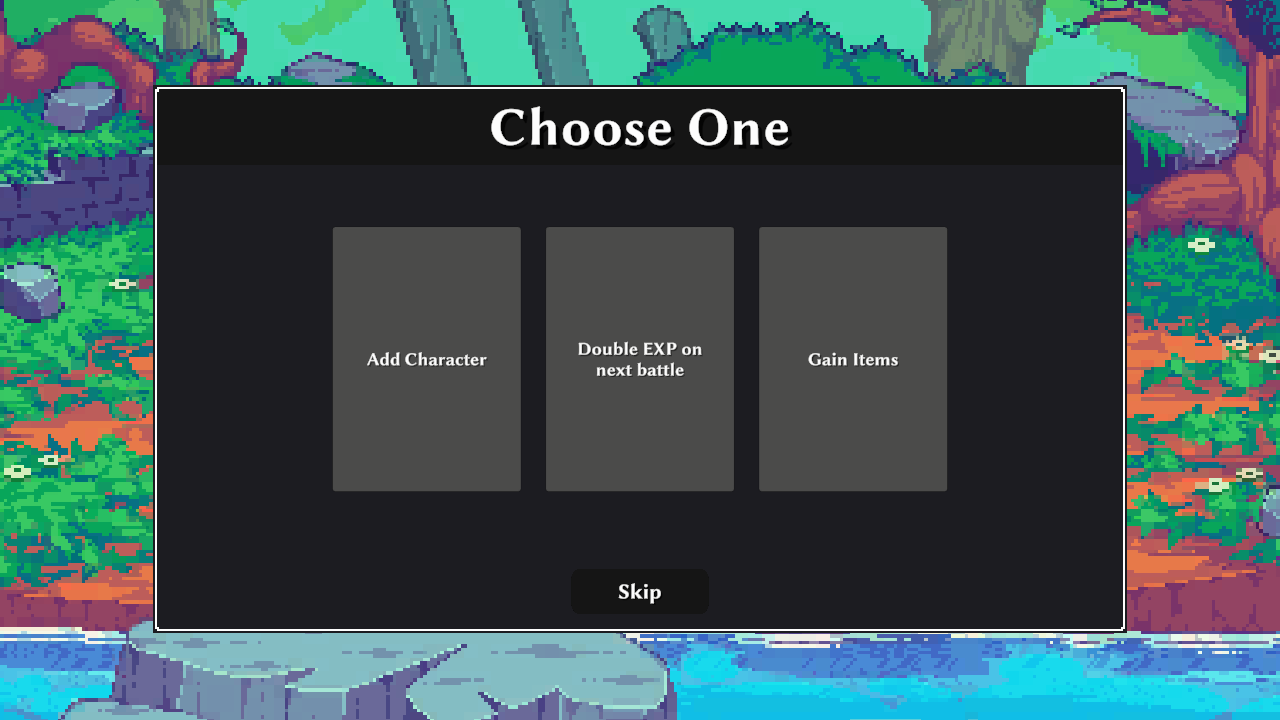 Choose One
Add Character
Double EXP on
next battle
Gain Items
Skip